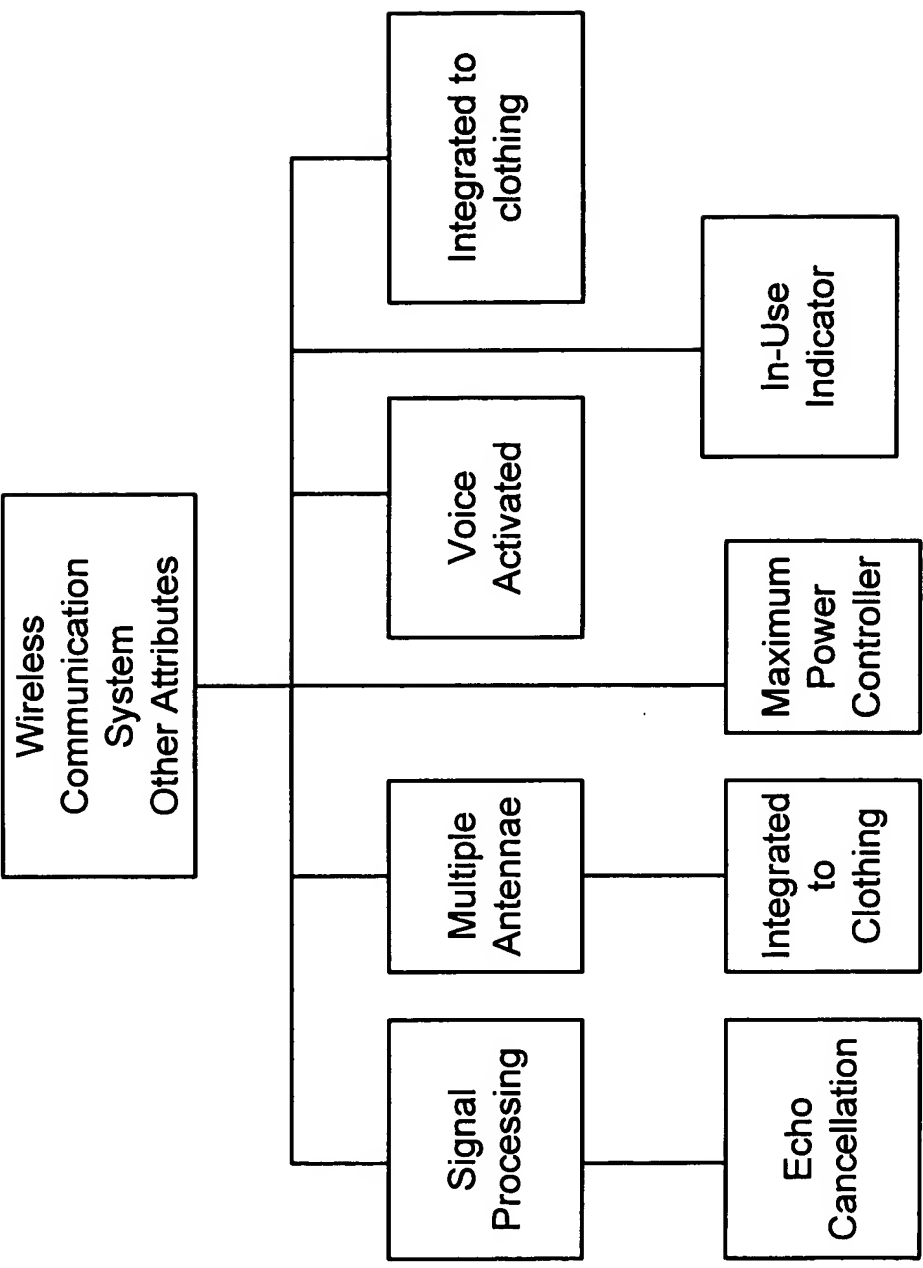 Wireless
Communication
System
Other Attributes
Signal
Processing
Multiple
Antennae
Voice
Activated
Integrated to
clothing
Echo
Cancellation
Integrated
to
Clothing
Maximum
Power
Controller
In-Use
Indicator